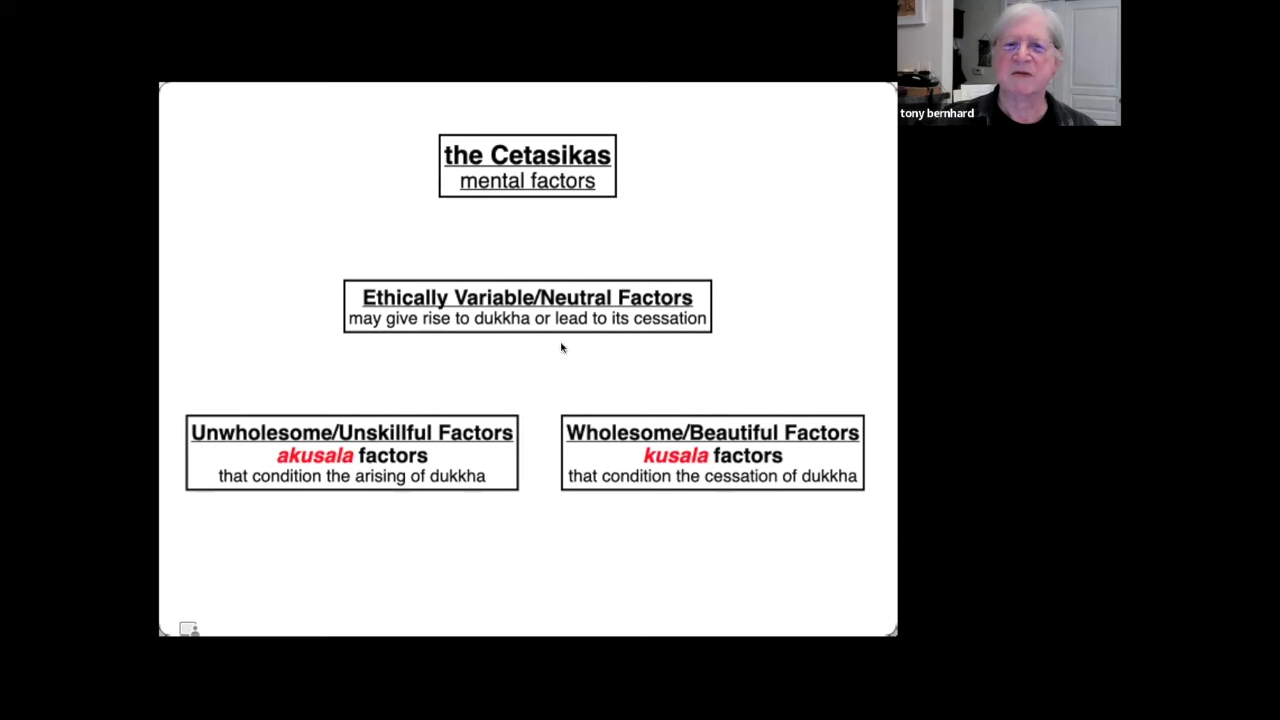 the Cetasikas
mental factors
Ethically Variable/Neutral Factors
may give rise to dukkha or lead to its cessation
Unwholesome/Unskillful Factors
akusala factors
that condition the arising of dukkha
Wholesome/Beautiful Factors
kusala factors
that condition the cessation of dukkha
tony bernhard